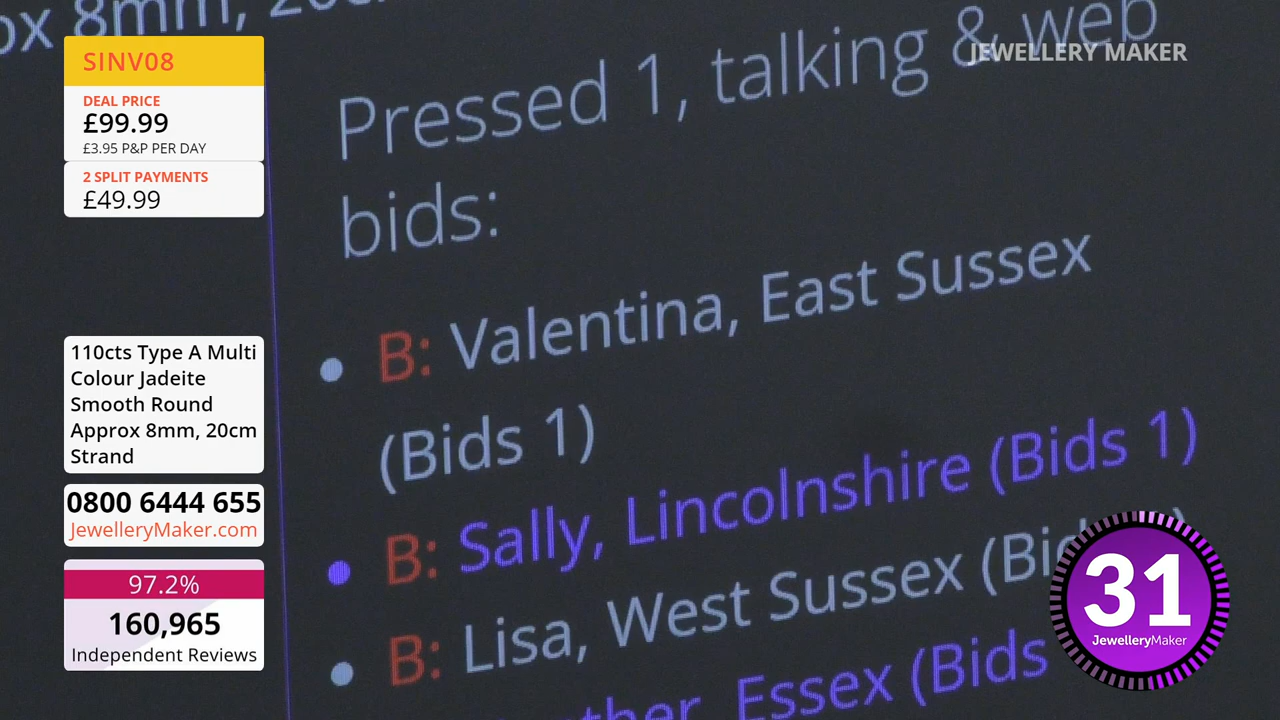 SINV08
DEAL PRICE
£99.99
£3.95 P&P PER DAY
2 SPLIT PAYMENTS
£49.99
110cts Type A Multi
Colour Jadeite
Smooth Round
Approx 8mm, 20cm
Strand
0800 6444 655
JewelleryMaker.com
97.2%
160,965
Independent Reviews
8mm,
JEWELLERY MAKER
Pressed 1, talking & web
bids:
B: Valentina, East Sussex
(Bids 1)
B: Sally, Lincolnshire (Bids 1)
B: Lisa, West Sussex
Essex (Bids
31
JewelleryMaker